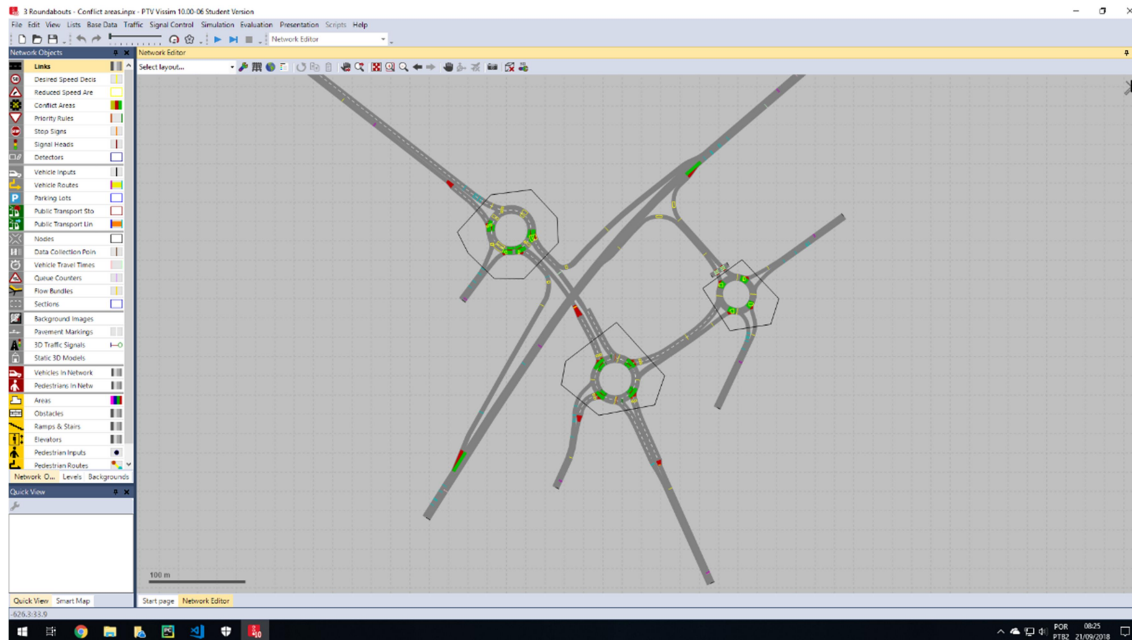 3 Roundabouts - Conflict areas.inpx - PTV Vissim 10.00-06 Student Version
File Edit View Lists Base Data Traffic Signal Control Simulation Evaluation Presentation Scripts Help
Network Editor
Network Objects
Network Editor
Select layout...
Links
Desired Speed Decis
Reduced Speed Are
Conflict Areas
Priority Rules
Stop Signs
Signal Heads
Detectors
Vehicle Inputs
Vehicle Routes
Parking Lots
Public Transport Sto
Public Transport Lin
Nodes
Data Collection Poin
Vehicle Travel Times
Queue Counters
Flow Bundles
Sections
Background Images
Pavement Markings
3D Traffic Signals
Static 3D Models
Vehicles In Network
Pedestrians In Netw
Areas
Obstacles
Ramps & Stairs
Elevators
Pedestrian Inputs
Pedestrian Routes
Network O... Levels Backgrounds
Quick View
100 m
Quick View Smart Map
Start page Network Editor
-626.3:33.9
POR 08:25
PTB2 21/09/2018